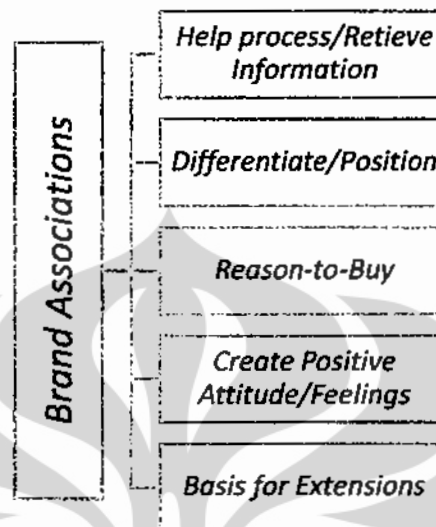 Brand Associations
Help process/Retieve
Information
Differentiate/Position
Reason-to-Buy
Create Positive
Attitude/Feelings
Basis for Extensions